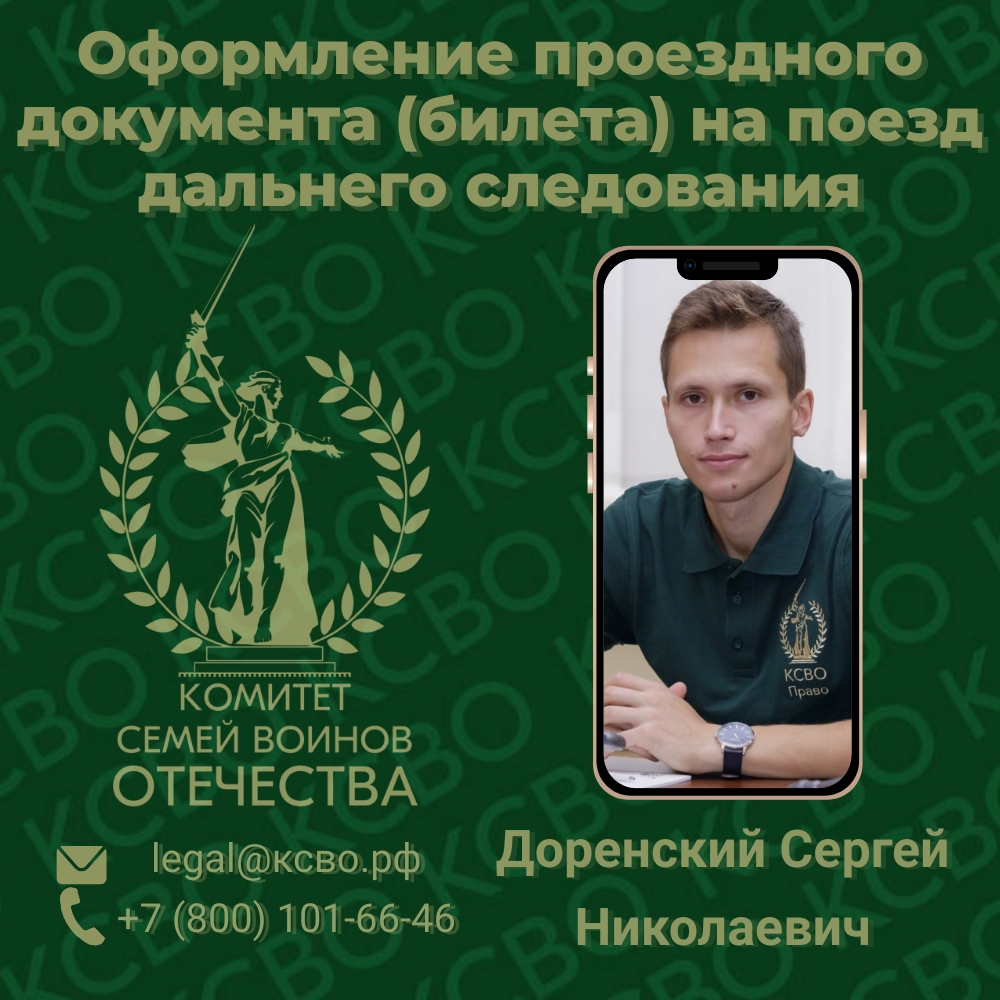 Оформление проездного
документа (билета) на поезд
дальнего следования
КОМИТЕТ
СЕМЕЙ ВОИНОВ
ОТЕЧЕСТВА
legal@ксво.рф
+7 (800) 101-66-46
КСВО
Право
Доренский Сергей
Николаевич